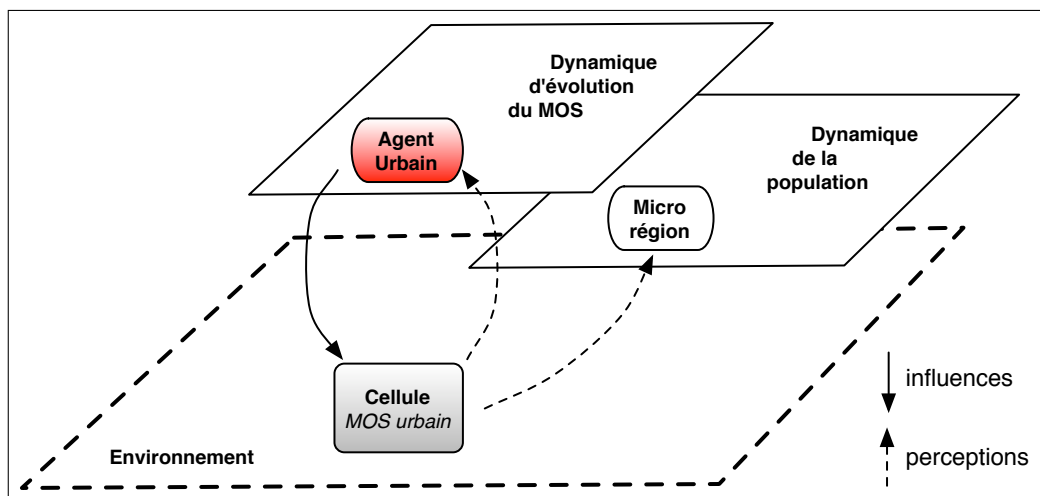 Dynamique
d'évolution
du MOS
Agent
Urbain
Dynamique
de la
population
Micro
région
Cellule
MOS urbain
Environnement
influences
perceptions